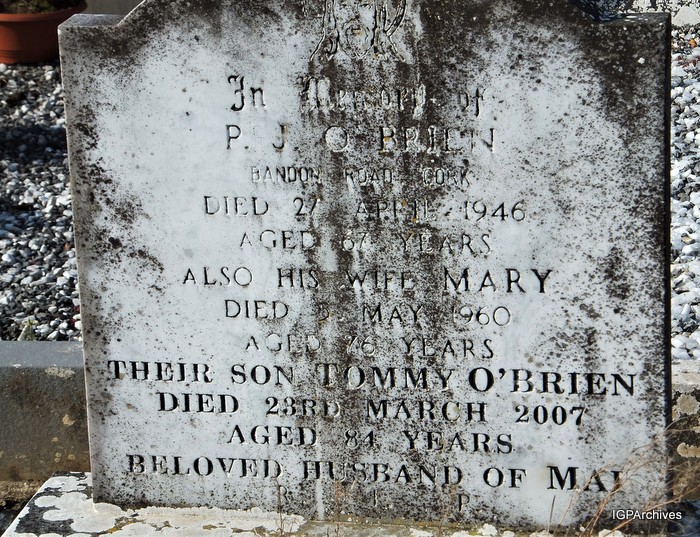 In Memory of
P. J. O'BRIEN
BANDON ROAD CORK
DIED 27 APRIL 1946
AGED 67 YEARS
ALSO HIS WIFE MARY
DIED MAY 1960
AGED 76 YEARS
THEIR SON TOMMY O'BRIEN
DIED 23RD MARCH 2007
AGED 84 YEARS
BELOVED HUSBAND OF
R I P
IGPArchives